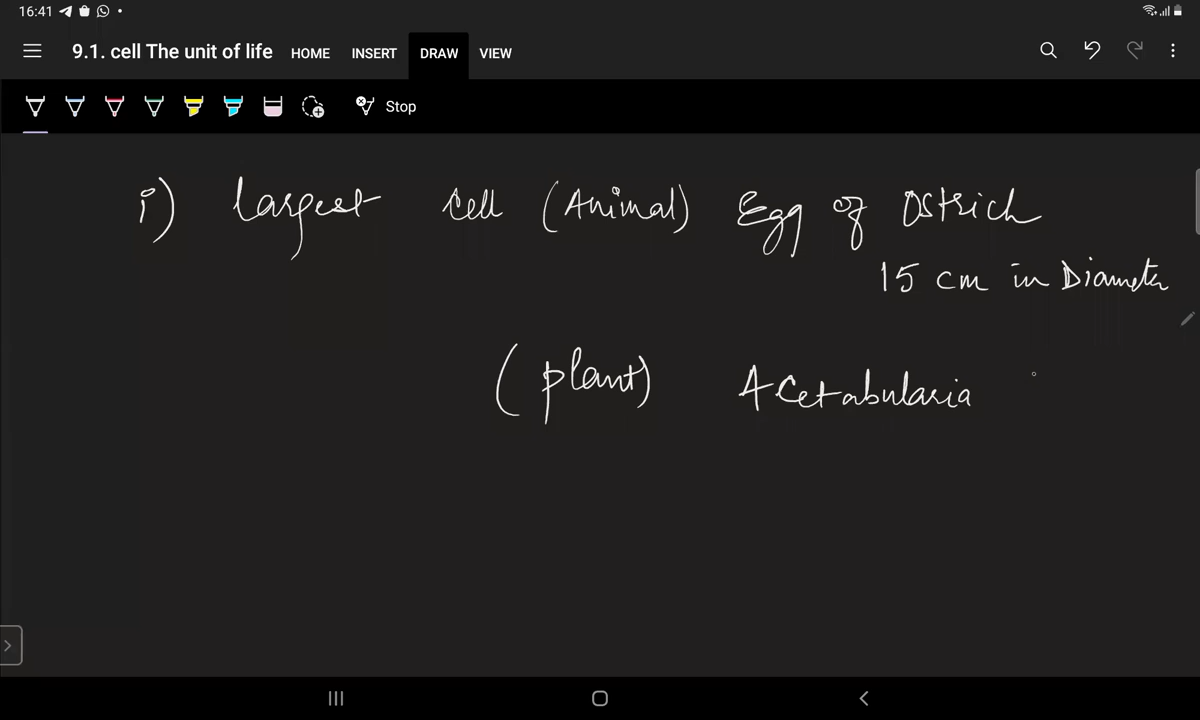 16:41
9.1. cell The unit of life HOME INSERT DRAW VIEW
Stop
i) Largest Cell (Animal) Egg of Ostrich
15 cm in Diameter
(plant) Acetabularia